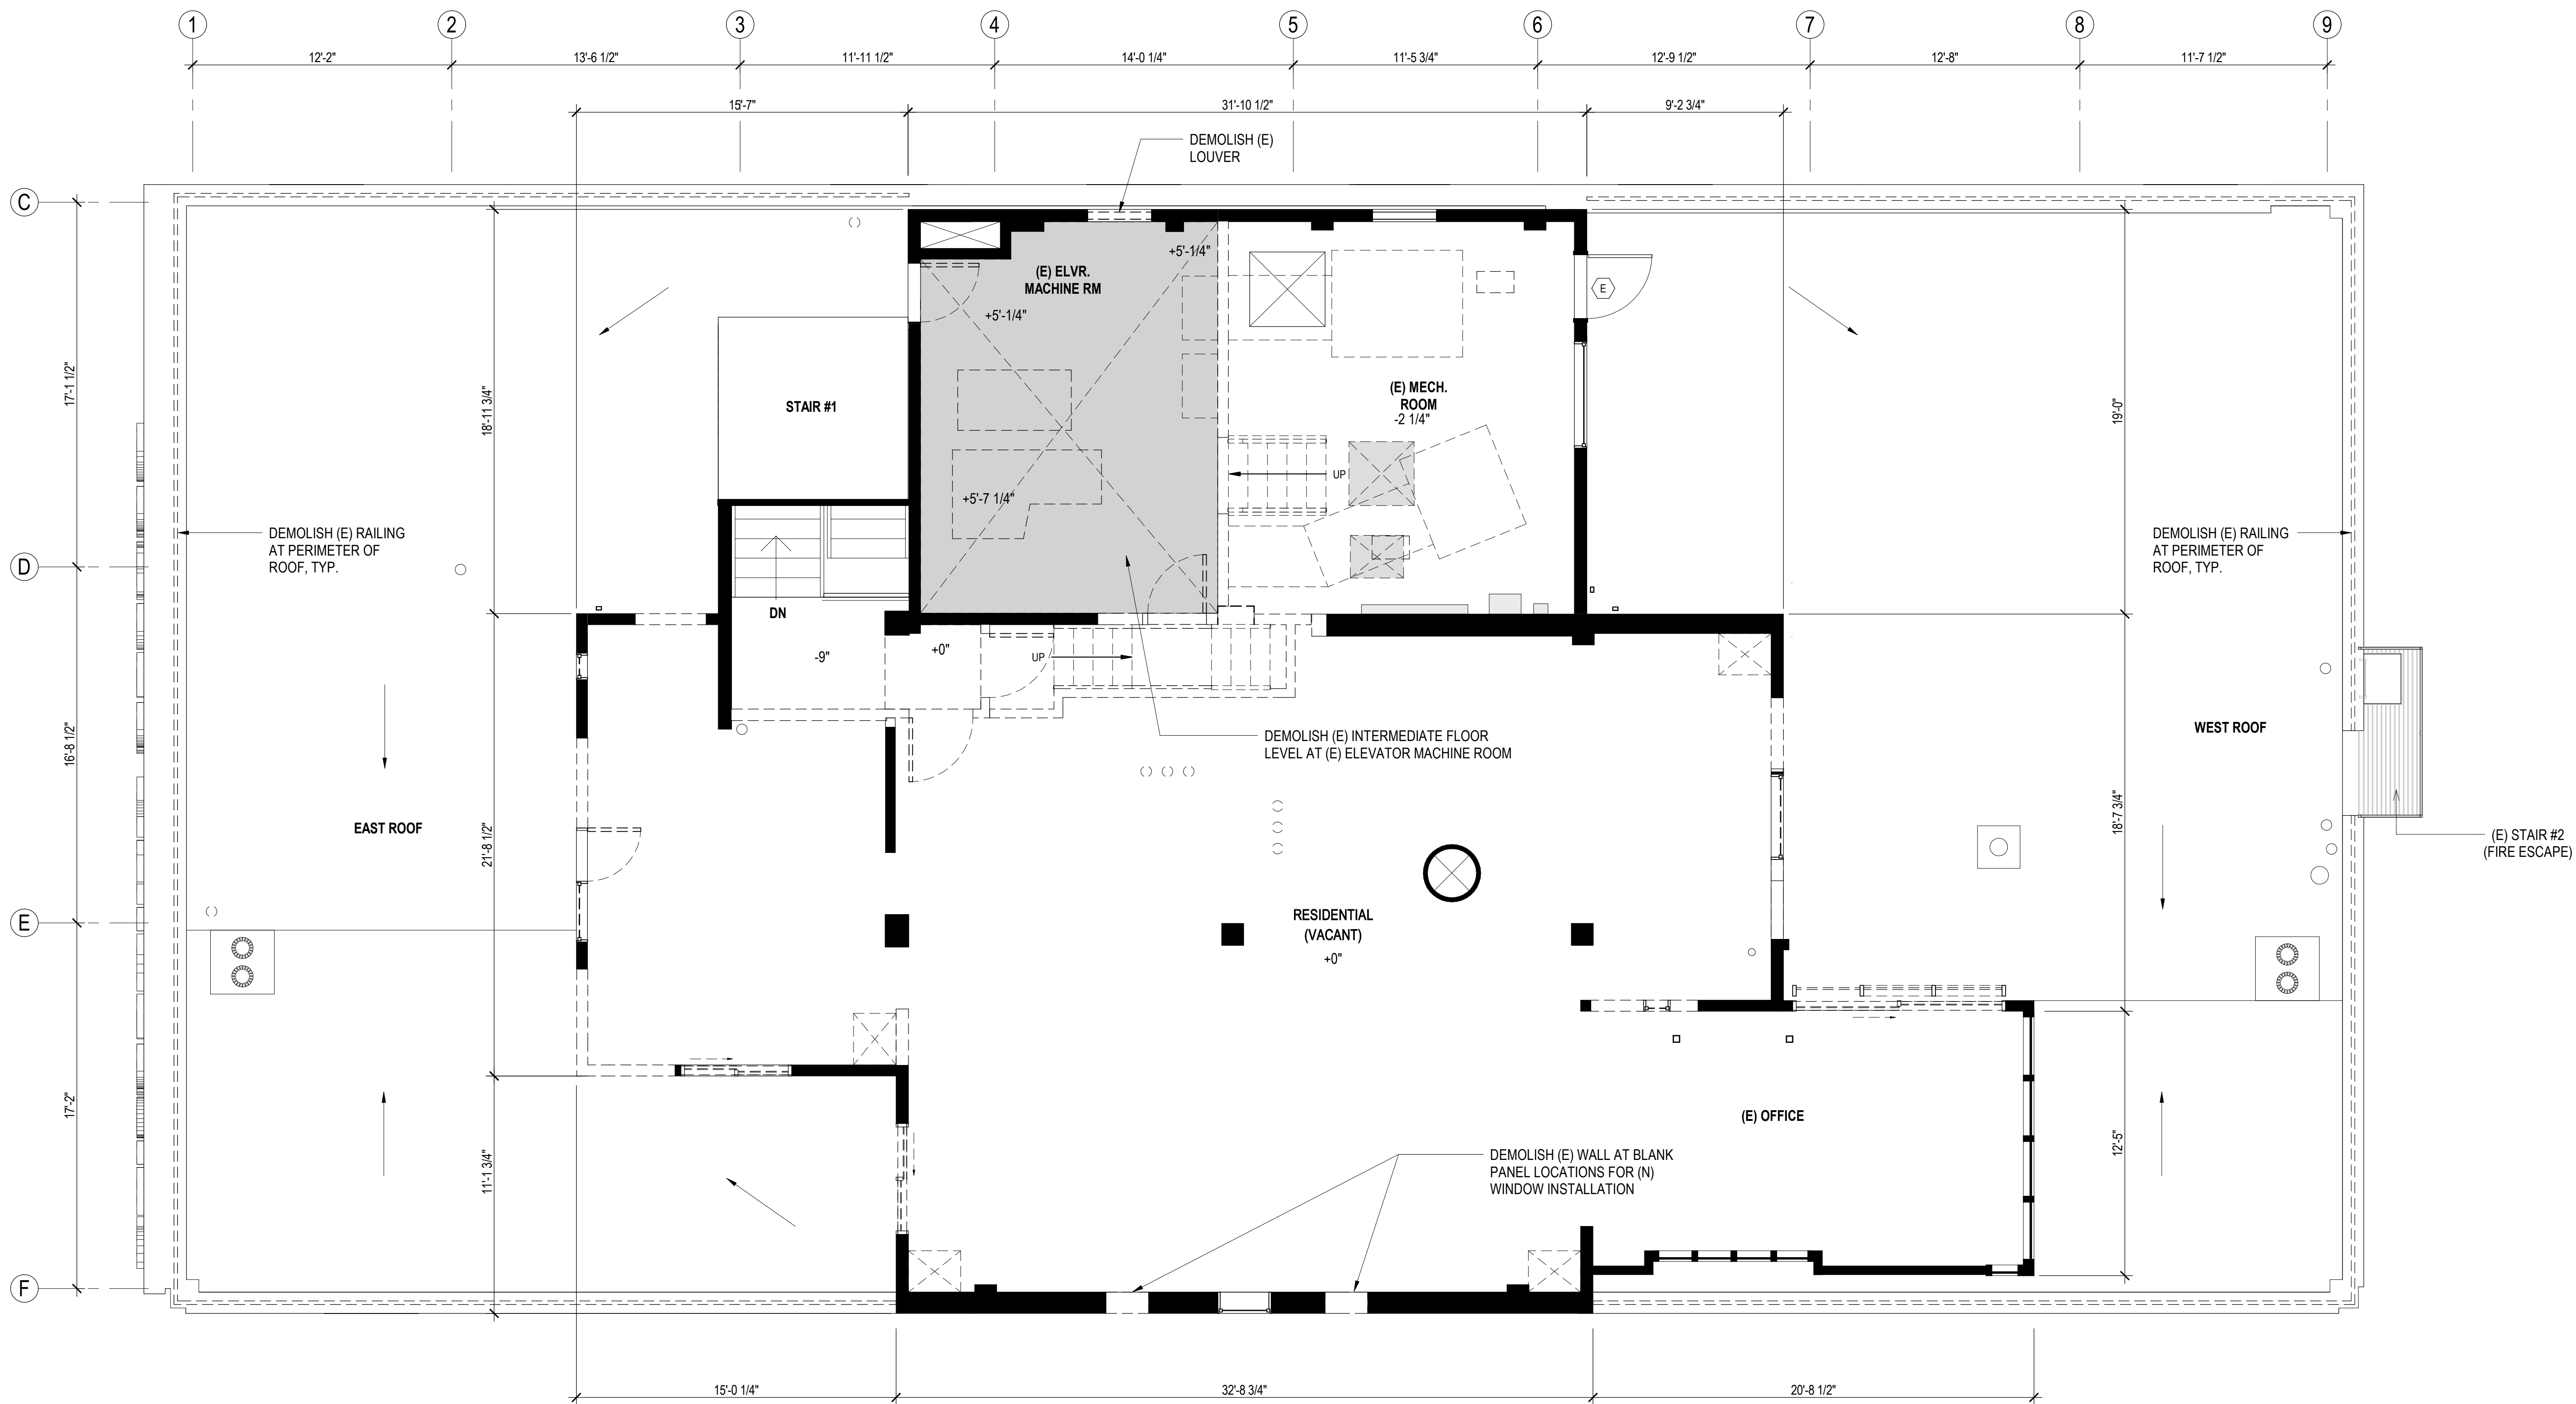 1 2 3 4 5 6 7 8 9
12'-2" 13'-6 1/2" 11'-11 1/2" 14'-0 1/4" 11'-5 3/4" 12'-9 1/2" 12'-8" 11'-7 1/2"
15'-7" 31'-10 1/2" 9'-2 3/4"
DEMOLISH (E)
LOUVER
C
17'-1 1/2"
D
16'-8 1/2"
E
17'-2"
F
18'-11 3/4"
21'-8 1/2"
11'-1 3/4"
+5'-1/4"
(E) ELVR.
MACHINE RM
+5'-1/4"
+5'-7 1/4"
E
(E) MECH.
ROOM
-2 1/4"
UP
STAIR #1
DN
-9"
+0"
UP
19'-0"
18'-7 3/4"
12'-5"
DEMOLISH (E) RAILING
AT PERIMETER OF
ROOF, TYP.
DEMOLISH (E) RAILING
AT PERIMETER OF
ROOF, TYP.
DEMOLISH (E) INTERMEDIATE FLOOR
LEVEL AT (E) ELEVATOR MACHINE ROOM
WEST ROOF
EAST ROOF
(E) STAIR #2
(FIRE ESCAPE)
RESIDENTIAL
(VACANT)
+0"
(E) OFFICE
DEMOLISH (E) WALL AT BLANK
PANEL LOCATIONS FOR (N)
WINDOW INSTALLATION
15'-0 1/4" 32'-8 3/4" 20'-8 1/2"